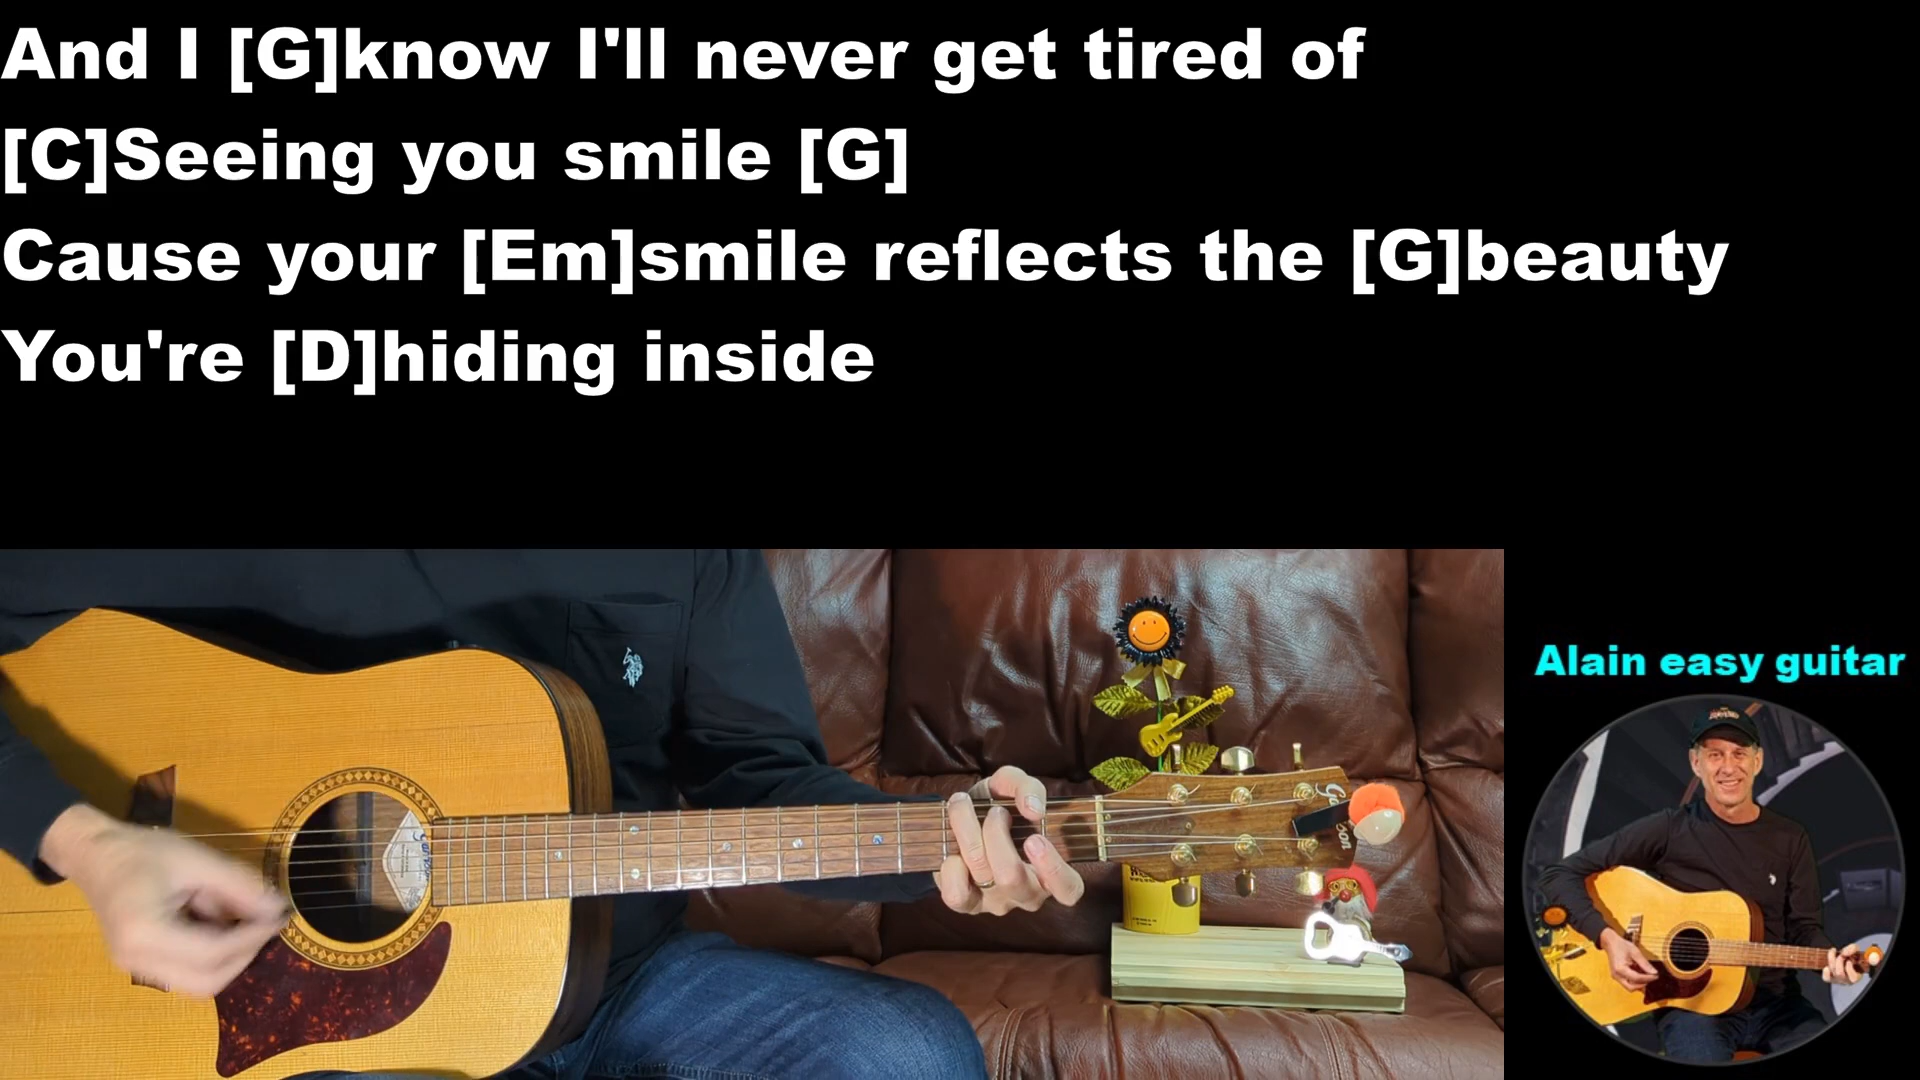 And I [G]know I'll never get tired of
[C]Seeing you smile [G]
Cause your [Em]smile reflects the [G]beauty
You're [D]hiding inside
Alain easy guitar